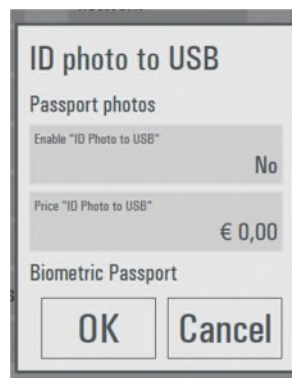 ID photo to USB
Passport photos
Enable "ID Photo to USB"
No
Price "ID Photo to USB"
€ 0,00
Biometric Passport
OK
Cancel